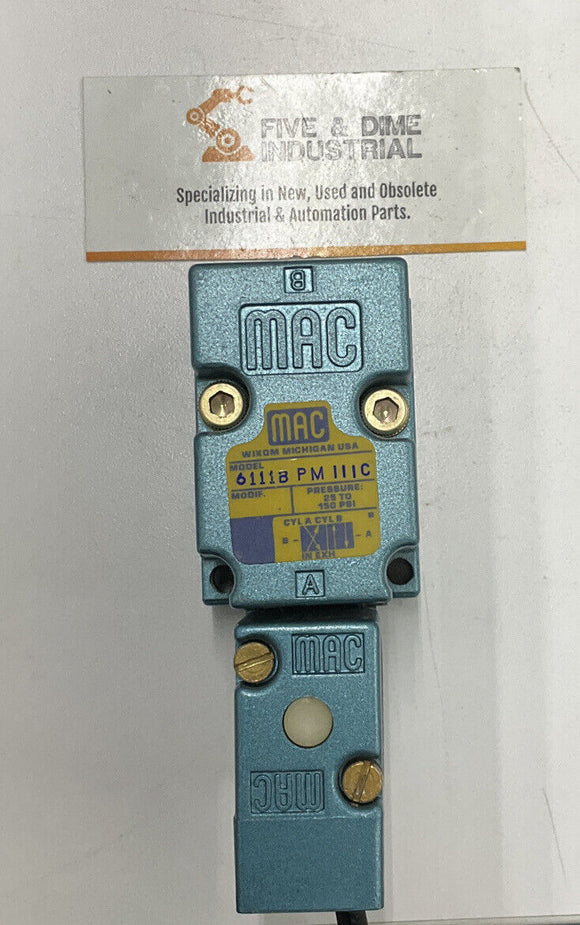 FIVE & DIME
INDUSTRIAL
Specializing in New, Used and Obsolete
Industrial & Automation Parts.
B
MAC
MAC
WIXOM MICHIGAN USA
MODEL
6111B PM 111C
MODIF.
PRESSURE:
25 TO
150 PSI
CYL A CYL B
B
B - - A
IN EXH
A
MAC
MAC